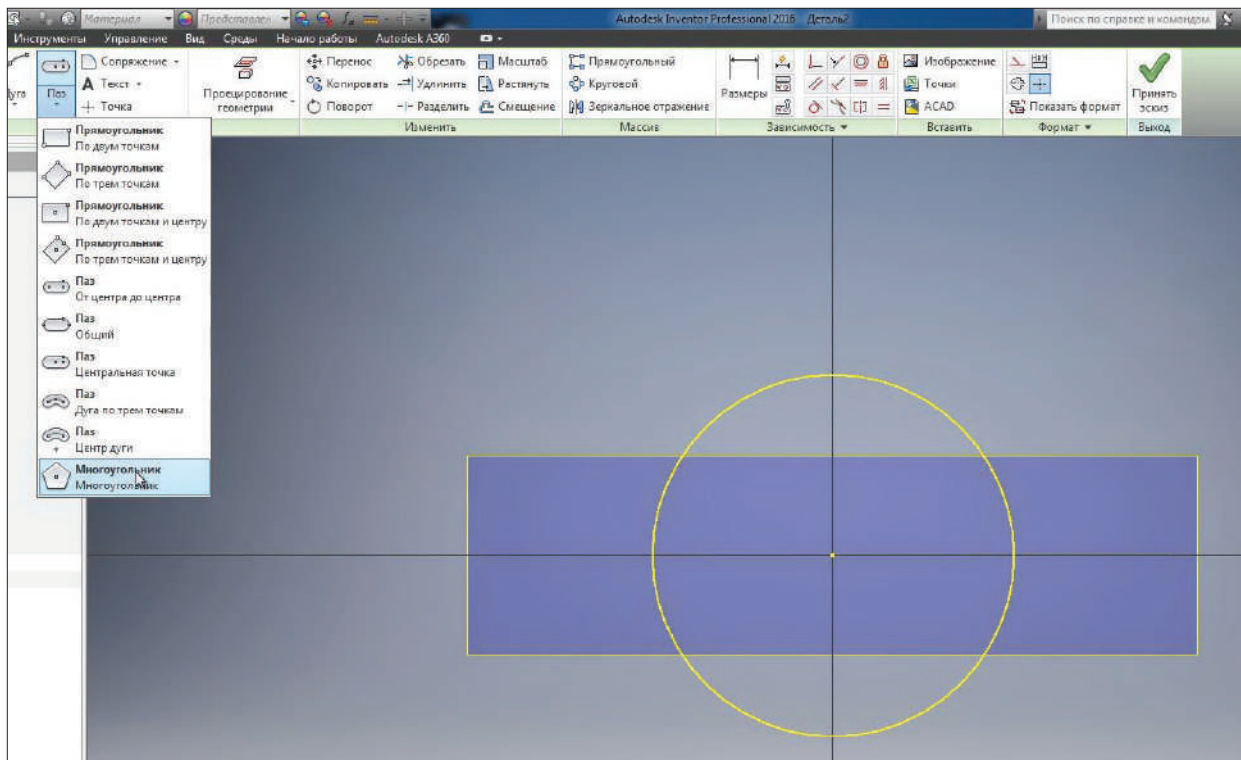 Материал
Представлен
Autodesk Inventor Professional 2016 Деталь2
Поиск по справке и командам.
Инструменты Управление Вид Среды Начало работы Autodesk A360
Сопряжение
Перенос
Обрезать
Масштаб
Прямоугольный
Изображение
Паз
Текст
Проецирование
геометрии
Копировать
Удлинить
Растянуть
Круговой
Размеры
Точки
Принять
эскиз
Точка
Поворот
Разделить
Смещение
Зеркальное отражение
ACAD
Показать формат
Изменить
Массив
Зависимость
Вставить
Формат
Выход
Прямоугольник
По двум точкам
Прямоугольник
По трем точкам
Прямоугольник
По двум точкам и центру
Прямоугольник
По трем точкам и центру
Паз
От центра до центра
Паз
Общий
Паз
Центральная точка
Паз
Дуга по трем точкам
Паз
Центр дуги
Многоугольник
Многоугольник